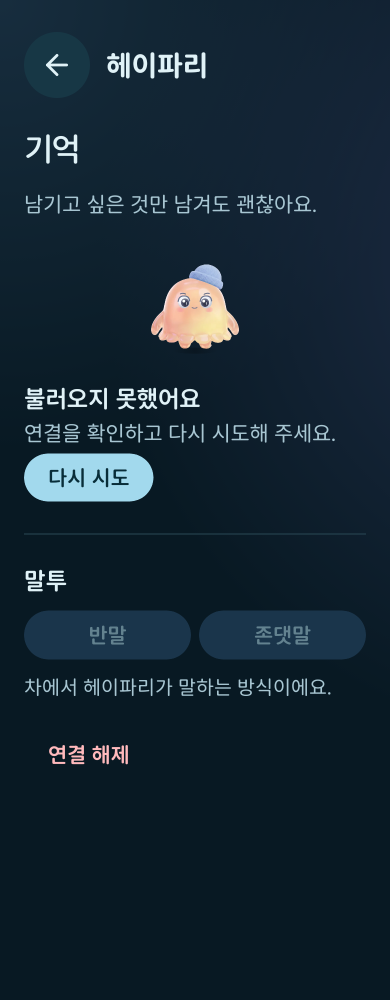 헤이파리
기억
남기고 싶은 것만 남겨도 괜찮아요.
불러오지 못했어요
연결을 확인하고 다시 시도해 주세요.
다시 시도
말투
반말
존댓말
차에서 헤이파리가 말하는 방식이에요.
연결 해제